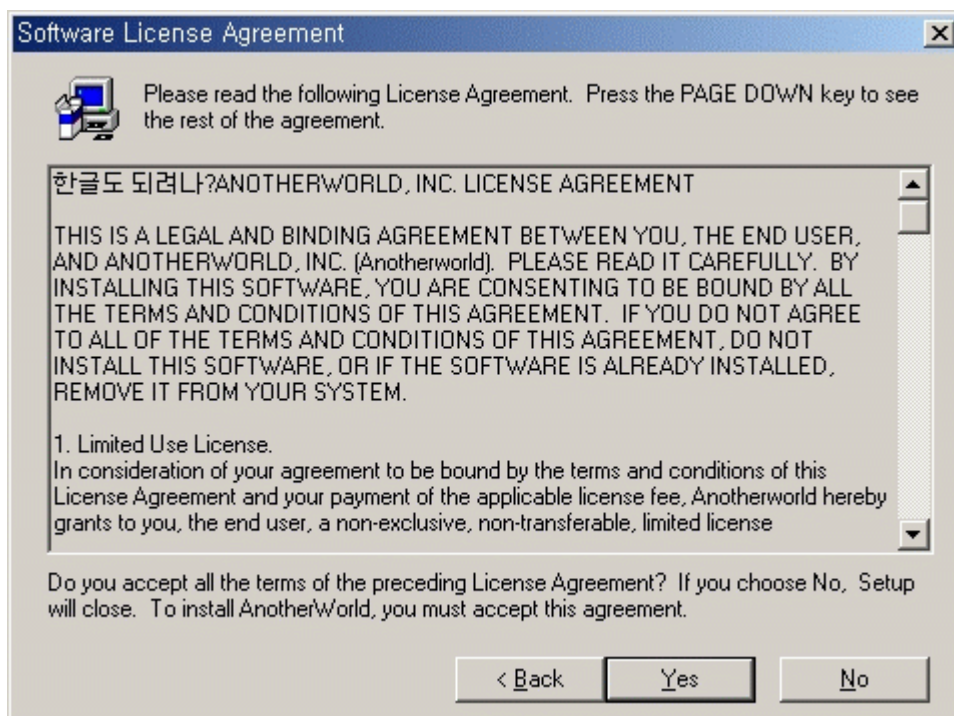 Software License Agreement
Please read the following License Agreement.  Press the PAGE DOWN key to see
the rest of the agreement.
한글도 되려나?ANOTHERWORLD, INC. LICENSE AGREEMENT
THIS IS A LEGAL AND BINDING AGREEMENT BETWEEN YOU, THE END USER,
AND ANOTHERWORLD, INC. (Anotherworld).  PLEASE READ IT CAREFULLY.  BY
INSTALLING THIS SOFTWARE, YOU ARE CONSENTING TO BE BOUND BY ALL
THE TERMS AND CONDITIONS OF THIS AGREEMENT.  IF YOU DO NOT AGREE
TO ALL OF THE TERMS AND CONDITIONS OF THIS AGREEMENT, DO NOT
INSTALL THIS SOFTWARE, OR IF THE SOFTWARE IS ALREADY INSTALLED,
REMOVE IT FROM YOUR SYSTEM.
1. Limited Use License.
In consideration of your agreement to be bound by the terms and conditions of this
License Agreement and your payment of the applicable license fee, Anotherworld hereby
grants to you, the end user, a non-exclusive, non-transferable, limited license
Do you accept all the terms of the preceding License Agreement?  If you choose No,  Setup
will close.  To install AnotherWorld, you must accept this agreement.
< Back
Yes
No